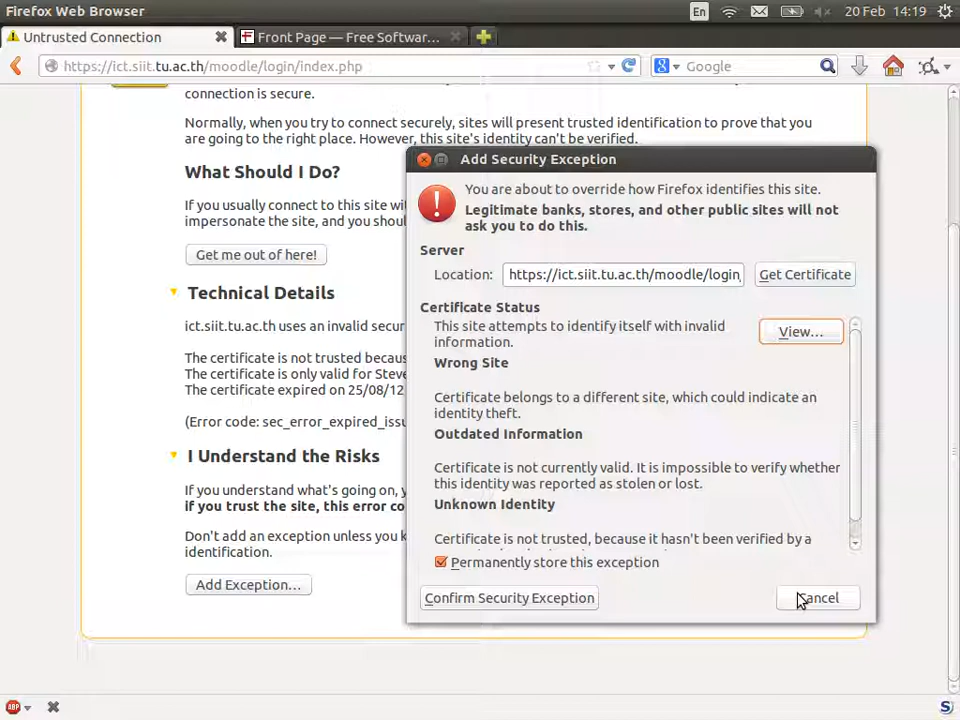 Firefox Web Browser
En
20 Feb 14:19
Untrusted Connection
Front Page — Free Softwar...
https://ict.siit.tu.ac.th/moodle/login/index.php
Google
connection is secure.
Normally, when you try to connect securely, sites will present trusted identification to prove that you
are going to the right place. However, this site's identity can't be verified.
What Should I Do?
If you usually connect to this site wi
impersonate the site, and you shou
Get me out of here!
Technical Details
ict.siit.tu.ac.th uses an invalid secur
The certificate is not trusted becaus
The certificate is only valid for Steve
The certificate expired on 25/08/12
(Error code: sec_error_expired_issu
I Understand the Risks
If you understand what's going on, y
if you trust the site, this error co
Don't add an exception unless you k
identification.
Add Exception...
Add Security Exception
You are about to override how Firefox identifies this site.
Legitimate banks, stores, and other public sites will not
ask you to do this.
Server
Location:
https://ict.siit.tu.ac.th/moodle/login
Get Certificate
Certificate Status
This site attempts to identify itself with invalid
information.
View...
Wrong Site
Certificate belongs to a different site, which could indicate an
identity theft.
Outdated Information
Certificate is not currently valid. It is impossible to verify whether
this identity was reported as stolen or lost.
Unknown Identity
Certificate is not trusted, because it hasn't been verified by a
Permanently store this exception
Confirm Security Exception
Cancel
ABP
S